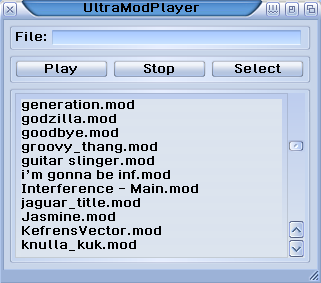 UltraModPlayer
File:
Play Stop Select
generation.mod
godzilla.mod
goodbye.mod
groovy_thang.mod
guitar slinger.mod
i'm gonna be inf.mod
Interference - Main.mod
jaguar_title.mod
Jasmine.mod
KefrensVector.mod
knulla_kuk.mod